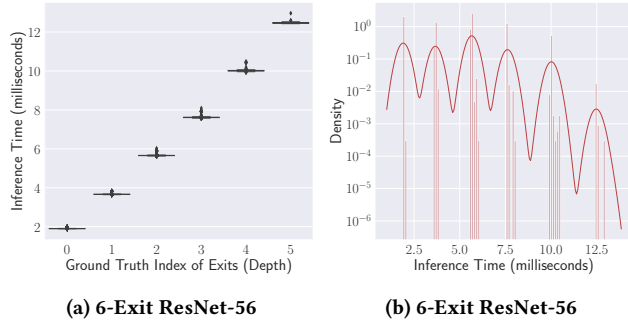 12
10
8
6
4
2
Inference Time (milliseconds)
0 1 2 3 4 5
Ground Truth Index of Exits (Depth)
(a) 6-Exit ResNet-56
10⁰
10⁻¹
10⁻²
10⁻³
10⁻⁴
10⁻⁵
10⁻⁶
Density
2.5 5.0 7.5 10.0 12.5
Inference Time (milliseconds)
(b) 6-Exit ResNet-56